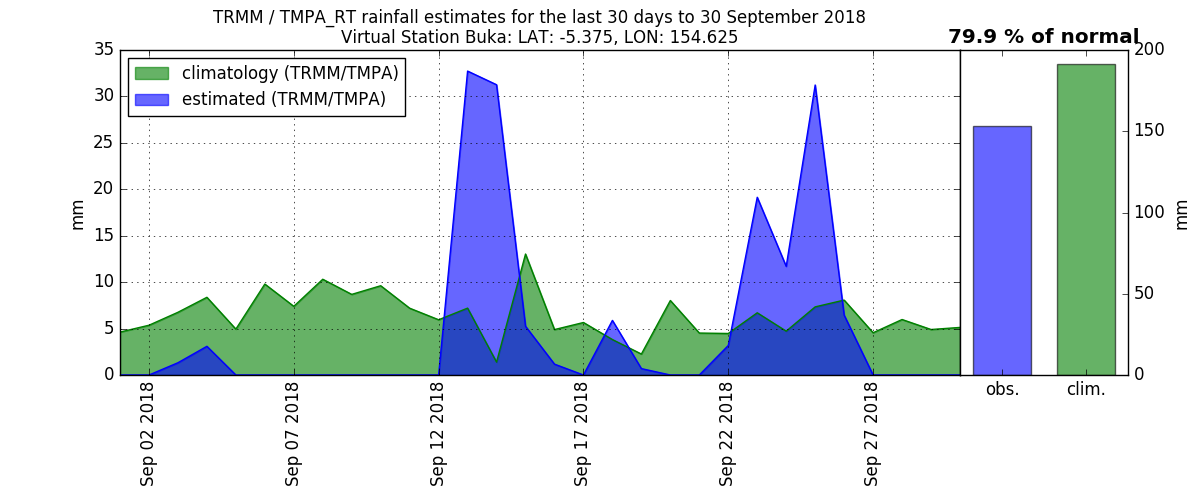 TRMM / TMPA_RT rainfall estimates for the last 30 days to 30 September 2018
Virtual Station Buka: LAT: -5.375, LON: 154.625
79.9 % of normal
climatology (TRMM/TMPA)
estimated (TRMM/TMPA)
35
30
25
20
15
10
5
0
mm
Sep 02 2018
Sep 07 2018
Sep 12 2018
Sep 17 2018
Sep 22 2018
Sep 27 2018
obs.
clim.
200
150
100
50
0
mm